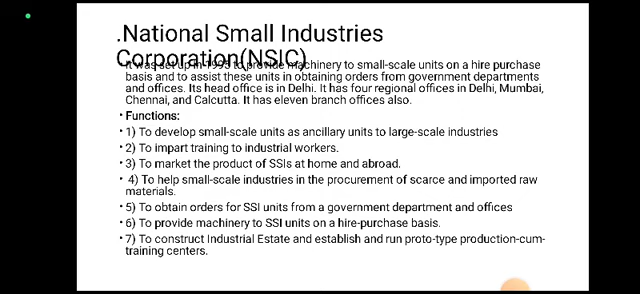 .National Small Industries
Corporation(NSIC)
It was set up in 1995 to provide machinery to small-scale units on a hire purchase
basis and to assist these units in obtaining orders from government departments
and offices. Its head office is in Delhi. It has four regional offices in Delhi, Mumbai,
Chennai, and Calcutta. It has eleven branch offices also.
• Functions:
• 1) To develop small-scale units as ancillary units to large-scale industries
• 2) To impart training to industrial workers.
• 3) To market the product of SSIs at home and abroad.
• 4) To help small-scale industries in the procurement of scarce and imported raw
materials.
• 5) To obtain orders for SSI units from a government department and offices
• 6) To provide machinery to SSI units on a hire-purchase basis.
• 7) To construct Industrial Estate and establish and run proto-type production-cum-
training centers.